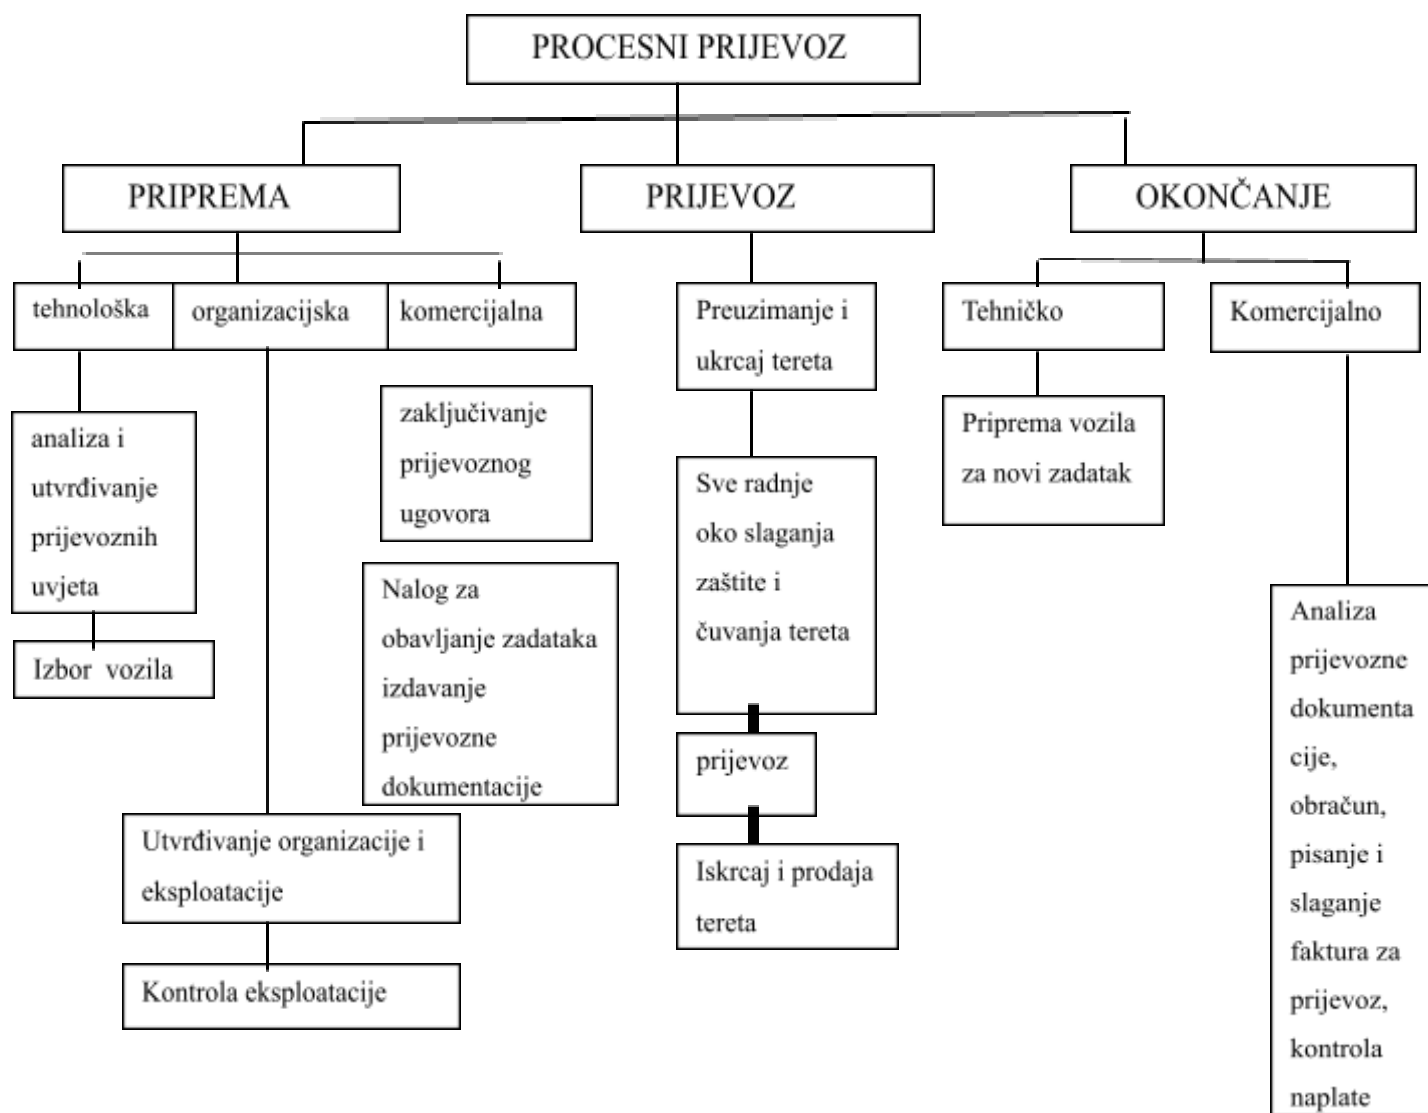 PROCESNI PRIJEVOZ
PRIPREMA
PRIJEVOZ
OKONČANJE
tehnološka
organizacijska
komercijalna
Preuzimanje i
ukrcaj tereta
Tehničko
Komercijalno
analiza i
utvrđivanje
prijevoznih
uvjeta
Izbor vozila
zaključivanje
prijevoznog
ugovora
Nalog za
obavljanje zadataka
izdavanje
prijevozne
dokumentacije
Utvrđivanje organizacije i
eksploatacije
Kontrola eksploatacije
Sve radnje
oko slaganja
zaštite i
čuvanja tereta
prijevoz
Iskrcaj i prodaja
tereta
Priprema vozila
za novi zadatak
Analiza
prijevozne
dokumenta
cije,
obračun,
pisanje i
slaganje
faktura za
prijevoz,
kontrola
naplate